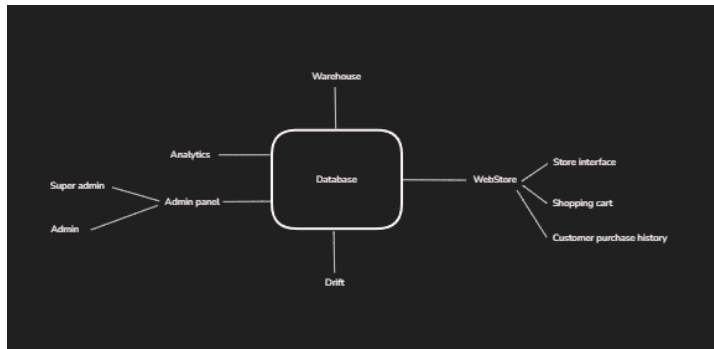 Warehouse
Analytics
Database
Super admin
Admin panel
Admin
Drift
WebStore
Store interface
Shopping cart
Customer purchase history